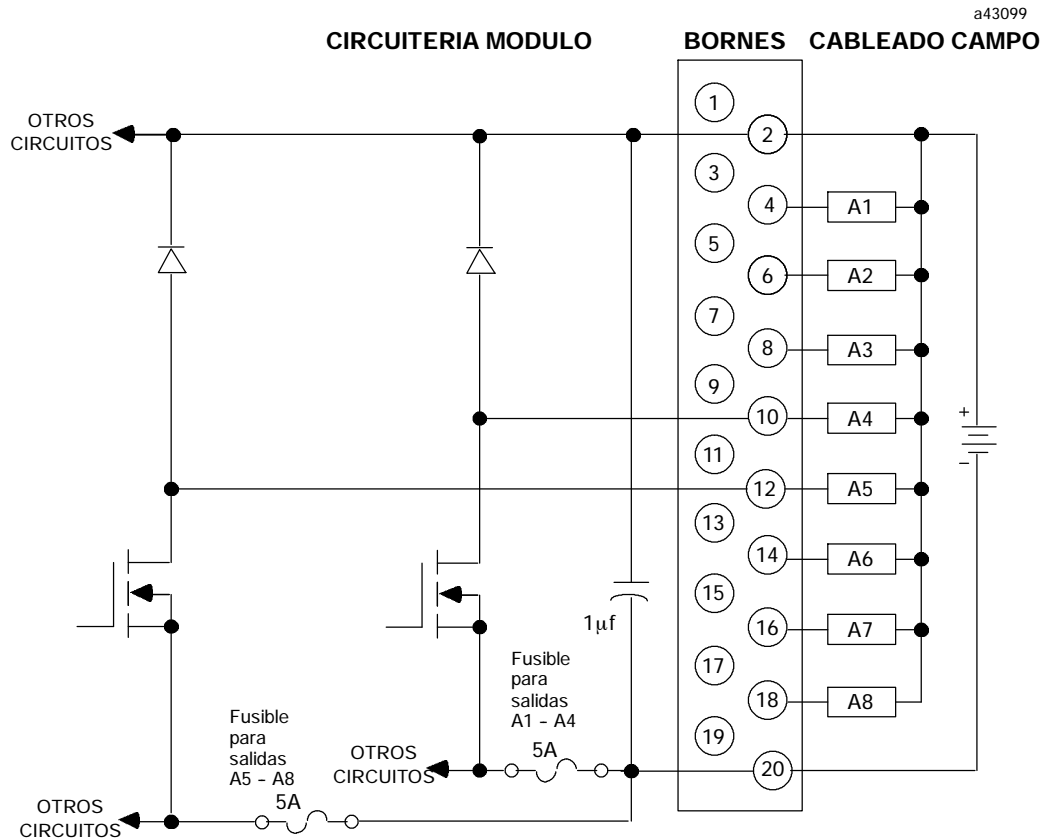 a43099
CIRCUITERIA MODULO
BORNES
CABLEADO CAMPO
OTROS
CIRCUITOS
1
2
3
4
A1
5
6
A2
7
8
A3
9
10
A4
+
−
11
12
A5
13
14
A6
15
1μf
16
A7
17
18
A8
19
20
Fusible
para
salidas
A1 - A4
5A
OTROS
CIRCUITOS
Fusible
para
salidas
A5 - A8
5A
OTROS
CIRCUITOS